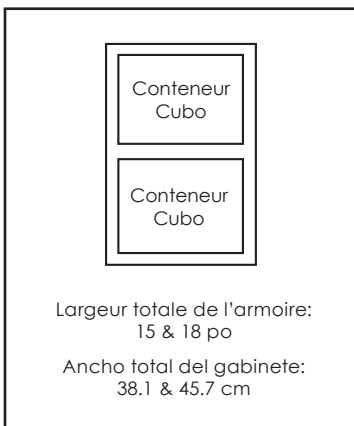 Conteneur
Cubo
Conteneur
Cubo
Largeur totale de l’armoire:
15 & 18 po
Ancho total del gabinete:
38.1 & 45.7 cm